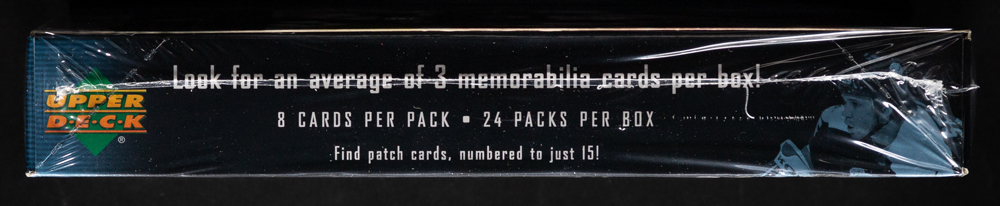 Look for an average of 3 memorabilia cards per box!
UPPER
D·E·C·K
®
8 CARDS PER PACK ▪ 24 PACKS PER BOX
Find patch cards, numbered to just 15!